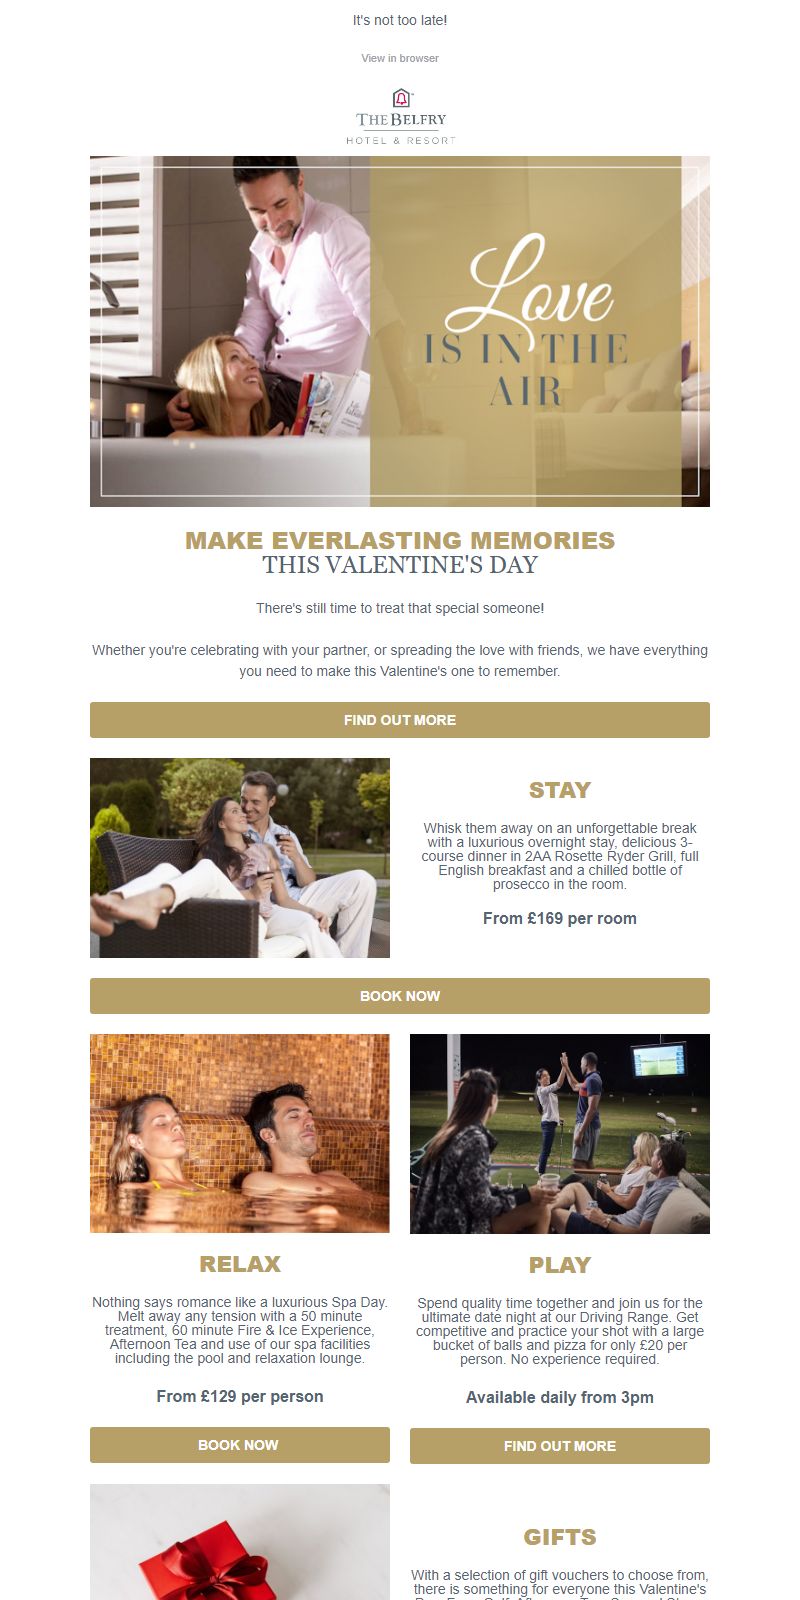 It's not too late!
View in browser
THE BELFRY
HOTEL & RESORT
Love
IS IN THE
AIR
MAKE EVERLASTING MEMORIES
THIS VALENTINE'S DAY
There's still time to treat that special someone!
Whether you're celebrating with your partner, or spreading the love with friends, we have everything
you need to make this Valentine's one to remember.
FIND OUT MORE
STAY
Whisk them away on an unforgettable break
with a luxurious overnight stay, delicious 3-
course dinner in 2AA Rosette Ryder Grill, full
English breakfast and a chilled bottle of
prosecco in the room.
From £169 per room
BOOK NOW
RELAX
Nothing says romance like a luxurious Spa Day.
Melt away any tension with a 50 minute
treatment, 60 minute Fire & Ice Experience,
Afternoon Tea and use of our spa facilities
including the pool and relaxation lounge.
From £129 per person
BOOK NOW
PLAY
Spend quality time together and join us for the
ultimate date night at our Driving Range. Get
competitive and practice your shot with a large
bucket of balls and pizza for only £20 per
person. No experience required.
Available daily from 3pm
FIND OUT MORE
GIFTS
With a selection of gift vouchers to choose from,
there is something for everyone this Valentine's